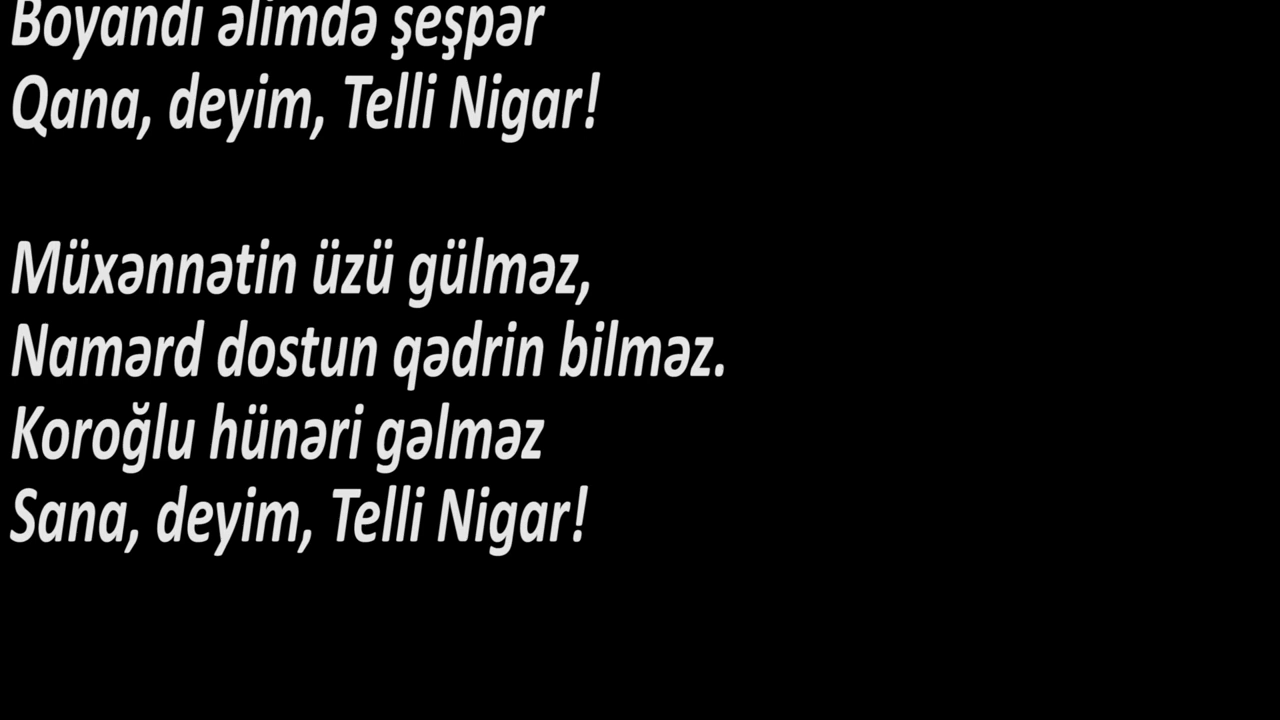 Boyandı əlimdə şeşpər
Qana, deyim, Telli Nigar!
Müxənnətin üzü gülməz,
Namərd dostun qədrin bilməz.
Koroğlu hünəri gəlməz
Sana, deyim, Telli Nigar!